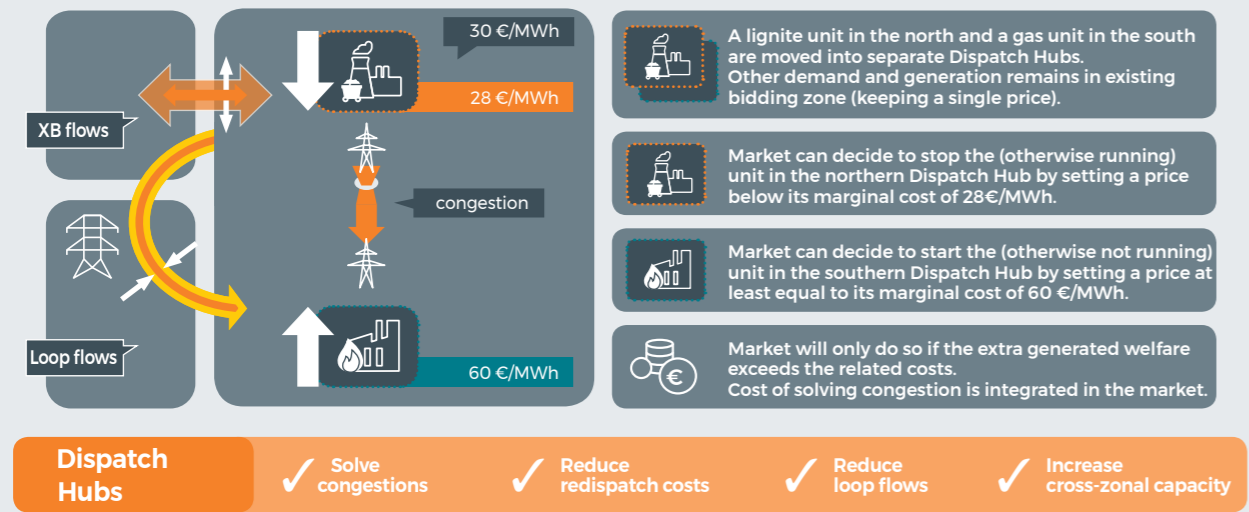 30 €/MWh
28 €/MWh
XB flows
congestion
Loop flows
60 €/MWh
A lignite unit in the north and a gas unit in the south
are moved into separate Dispatch Hubs.
Other demand and generation remains in existing
bidding zone (keeping a single price).
Market can decide to stop the (otherwise running)
unit in the northern Dispatch Hub by setting a price
below its marginal cost of 28€/MWh.
Market can decide to start the (otherwise not running)
unit in the southern Dispatch Hub by setting a price at
least equal to its marginal cost of 60 €/MWh.
€
Market will only do so if the extra generated welfare
exceeds the related costs.
Cost of solving congestion is integrated in the market.
Dispatch
Hubs
Solve
congestions
Reduce
redispatch costs
Reduce
loop flows
Increase
cross-zonal capacity